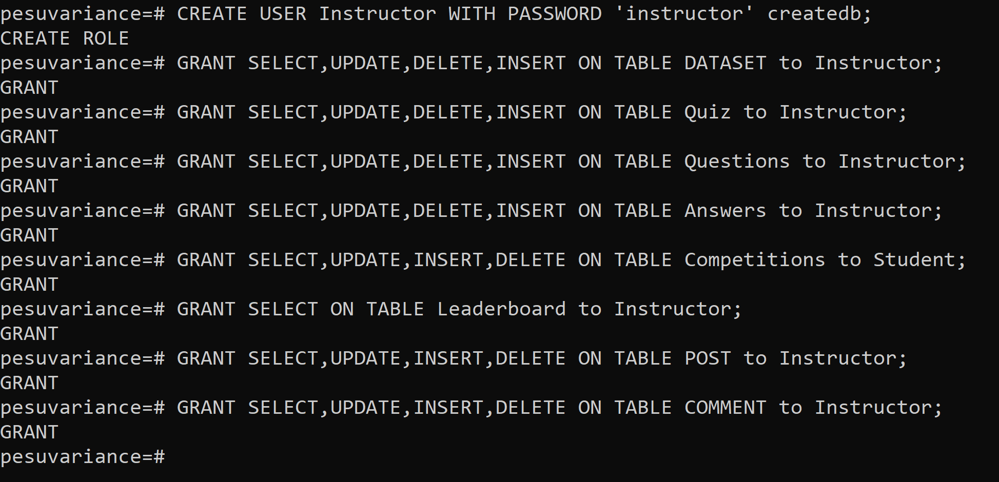 pesuvariance=# CREATE USER Instructor WITH PASSWORD 'instructor' createdb;
CREATE ROLE
pesuvariance=# GRANT SELECT,UPDATE,DELETE,INSERT ON TABLE DATASET to Instructor;
GRANT
pesuvariance=# GRANT SELECT,UPDATE,DELETE,INSERT ON TABLE Quiz to Instructor;
GRANT
pesuvariance=# GRANT SELECT,UPDATE,DELETE,INSERT ON TABLE Questions to Instructor;
GRANT
pesuvariance=# GRANT SELECT,UPDATE,DELETE,INSERT ON TABLE Answers to Instructor;
GRANT
pesuvariance=# GRANT SELECT,UPDATE,INSERT,DELETE ON TABLE Competitions to Student;
GRANT
pesuvariance=# GRANT SELECT ON TABLE Leaderboard to Instructor;
GRANT
pesuvariance=# GRANT SELECT,UPDATE,INSERT,DELETE ON TABLE POST to Instructor;
GRANT
pesuvariance=# GRANT SELECT,UPDATE,INSERT,DELETE ON TABLE COMMENT to Instructor;
GRANT
pesuvariance=#